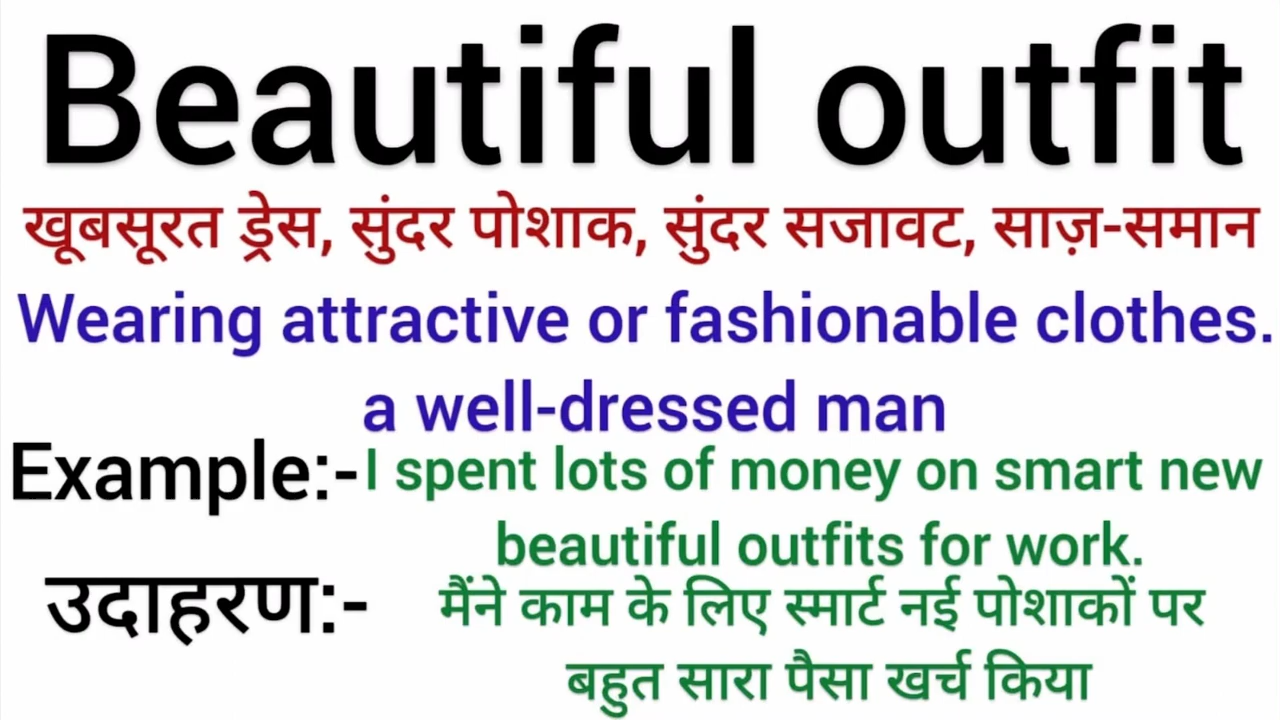 Beautiful outfit
खूबसूरत ड्रेस, सुंदर पोशाक, सुंदर सजावट, साज़-समान
Wearing attractive or fashionable clothes.
a well-dressed man
Example:- I spent lots of money on smart new
beautiful outfits for work.
उदाहरण:- मैंने काम के लिए स्मार्ट नई पोशाकों पर
बहुत सारा पैसा खर्च किया